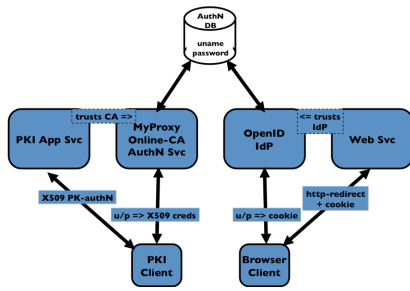 AuthN
DB
uname
password
trusts CA =>
<= trusts
IdP
PKI App Svc
MyProxy
Online-CA
AuthN Svc
OpenID
IdP
Web Svc
X509 PK-authN
u/p => X509 creds
u/p => cookie
http-redirect
+ cookie
PKI
Client
Browser
Client